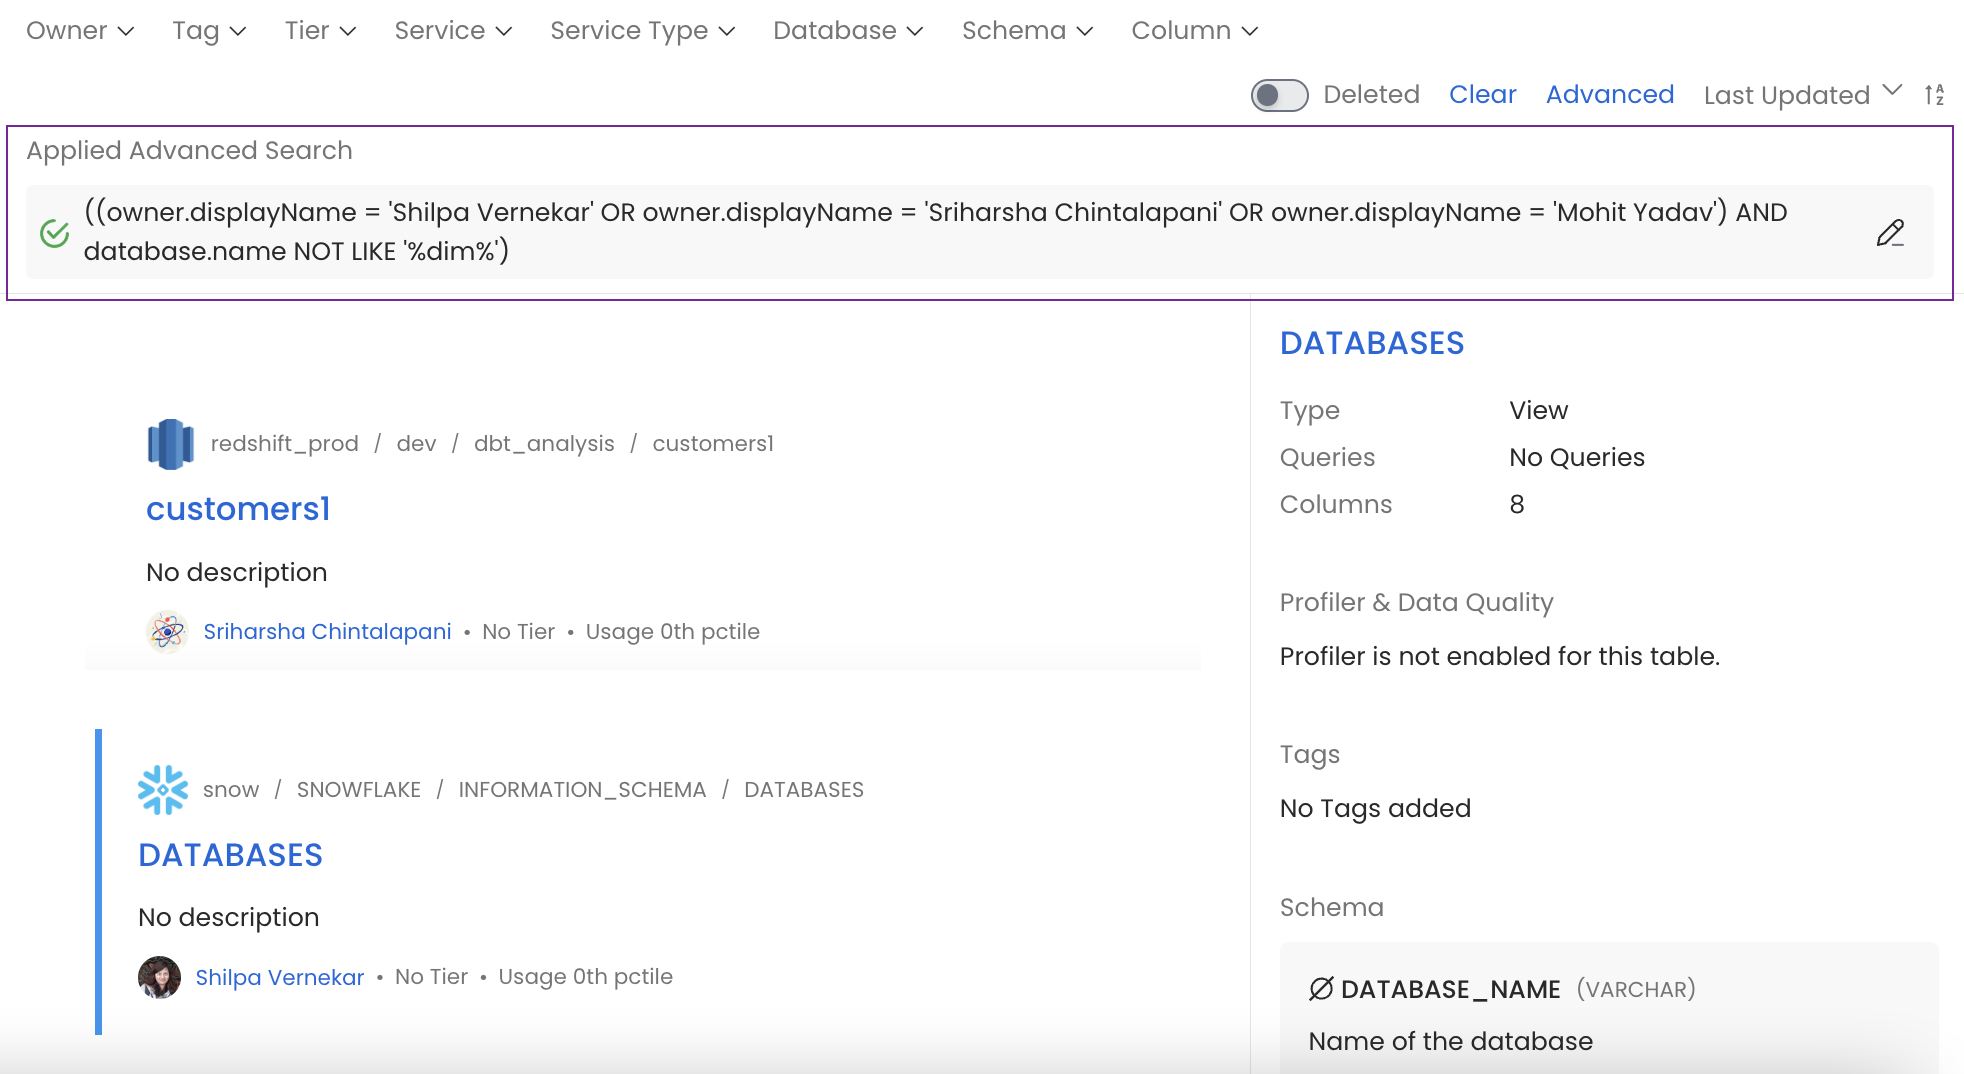 Owner Tag Tier Service Service Type Database Schema Column
Deleted Clear Advanced Last Updated A Z
Applied Advanced Search
((owner.displayName = 'Shilpa Vernekar' OR owner.displayName = 'Sriharsha Chintalapani' OR owner.displayName = 'Mohit Yadav') AND
database.name NOT LIKE '%dim%')
redshift_prod / dev / dbt_analysis / customers1
customers1
No description
Sriharsha Chintalapani • No Tier • Usage 0th pctile
snow / SNOWFLAKE / INFORMATION_SCHEMA / DATABASES
DATABASES
No description
Shilpa Vernekar • No Tier • Usage 0th pctile
DATABASES
Type View
Queries No Queries
Columns 8
Profiler & Data Quality
Profiler is not enabled for this table.
Tags
No Tags added
Schema
DATABASE_NAME (VARCHAR)
Name of the database